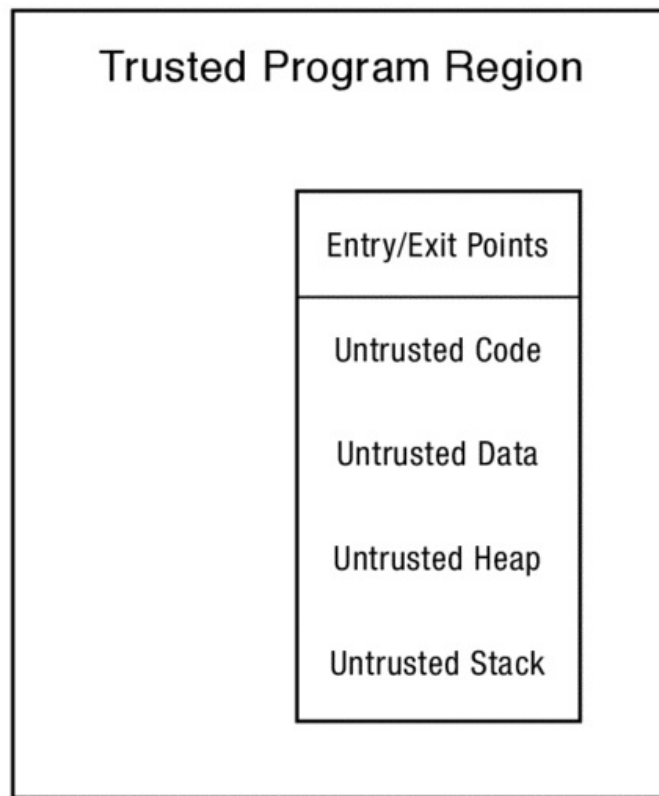 Trusted Program Region
Entry/Exit Points
Untrusted Code
Untrusted Data
Untrusted Heap
Untrusted Stack